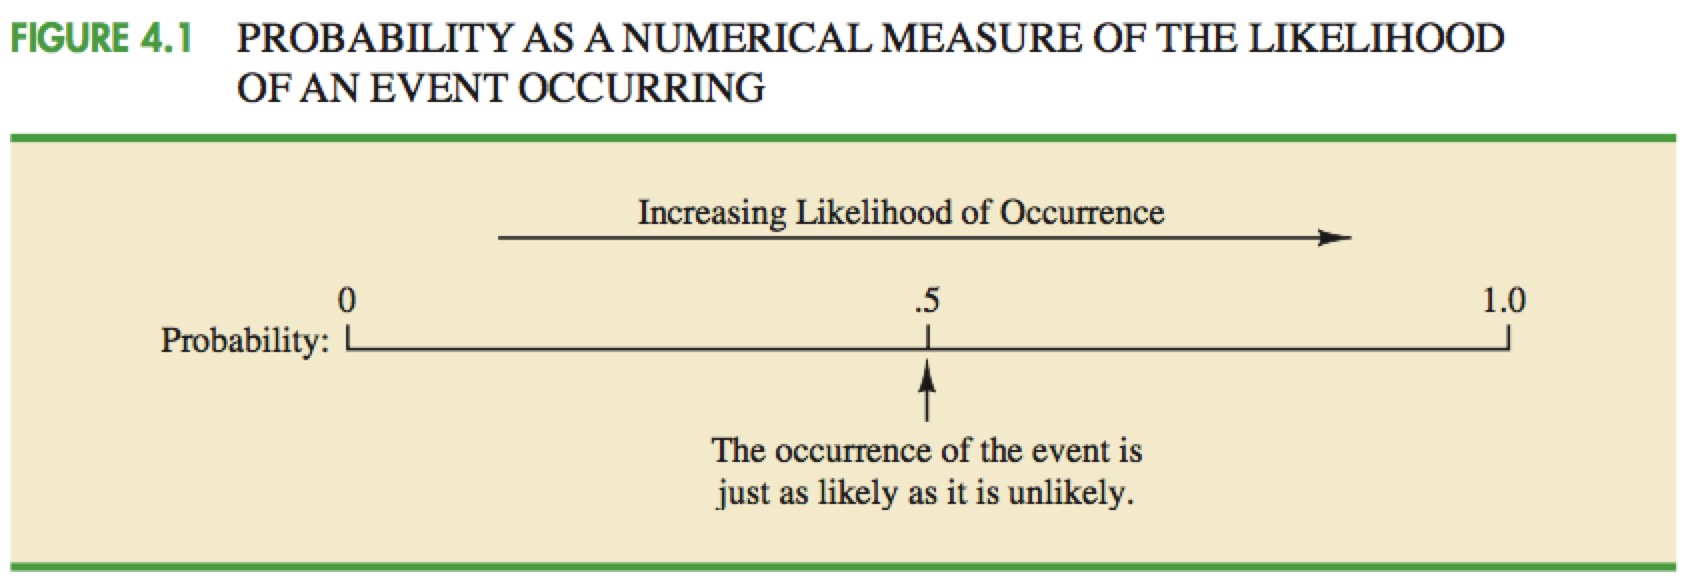 FIGURE 4.1 PROBABILITY AS A NUMERICAL MEASURE OF THE LIKELIHOOD
OF AN EVENT OCCURRING
Increasing Likelihood of Occurrence
0 .5 1.0
Probability:
The occurrence of the event is
just as likely as it is unlikely.